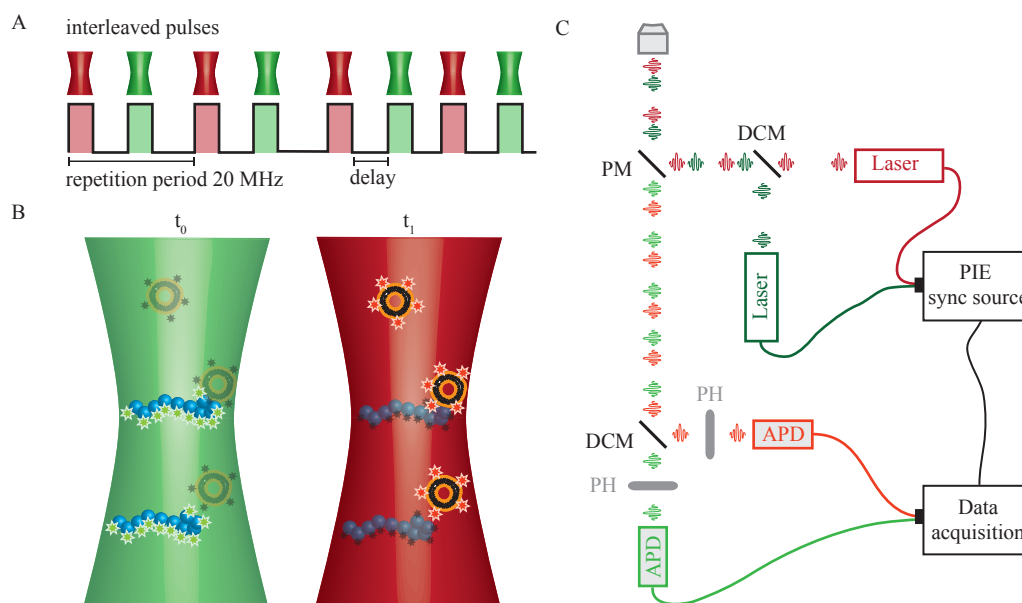 A
interleaved pulses
repetition period 20 MHz
delay
B
t₀
t₁
C
DCM
PM
Laser
Laser
PIE
sync source
PH
DCM
APD
PH
APD
Data
acquisition